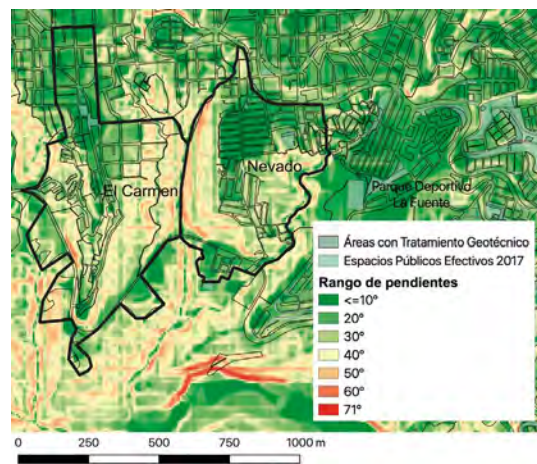 Nevado
El Carmen
Parque Deportivo
La Fuente
Áreas con Tratamiento Geotécnico
Espacios Públicos Efectivos 2017
Rango de pendientes
<=10°
20°
30°
40°
50°
60°
71°
0 250 500 750 1000 m